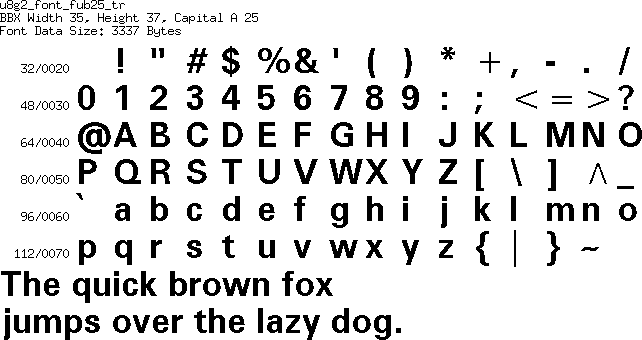 u8g2_font_fub25_tr
BBX Width 35, Height 37, Capital A 25
Font Data Size: 3337 Bytes
32/0020 ! " # $ % & ' ( ) * + , - . /
48/0030 0 1 2 3 4 5 6 7 8 9 : ; < = > ?
64/0040 @ A B C D E F G H I J K L M N O
80/0050 P Q R S T U V W X Y Z [ \ ] ^ _
96/0060 ` a b c d e f g h i j k l m n o
112/0070 p q r s t u v w x y z { | } ~
The quick brown fox
jumps over the lazy dog.